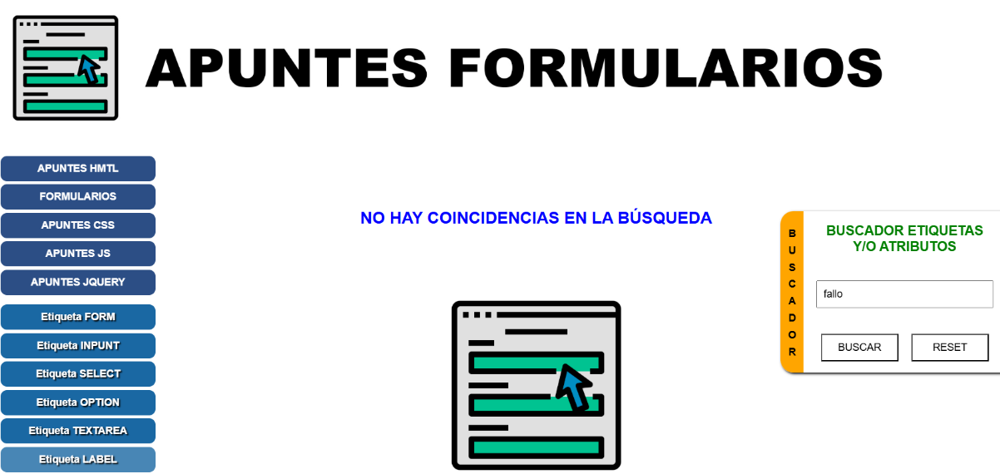 APUNTES FORMULARIOS
APUNTES HMTL
FORMULARIOS
APUNTES CSS
APUNTES JS
APUNTES JQUERY
Etiqueta FORM
Etiqueta INPUNT
Etiqueta SELECT
Etiqueta OPTION
Etiqueta TEXTAREA
Etiqueta LABEL
NO HAY COINCIDENCIAS EN LA BÚSQUEDA
BUSCADOR
BUSCADOR ETIQUETAS
Y/O ATRIBUTOS
fallo
BUSCAR RESET